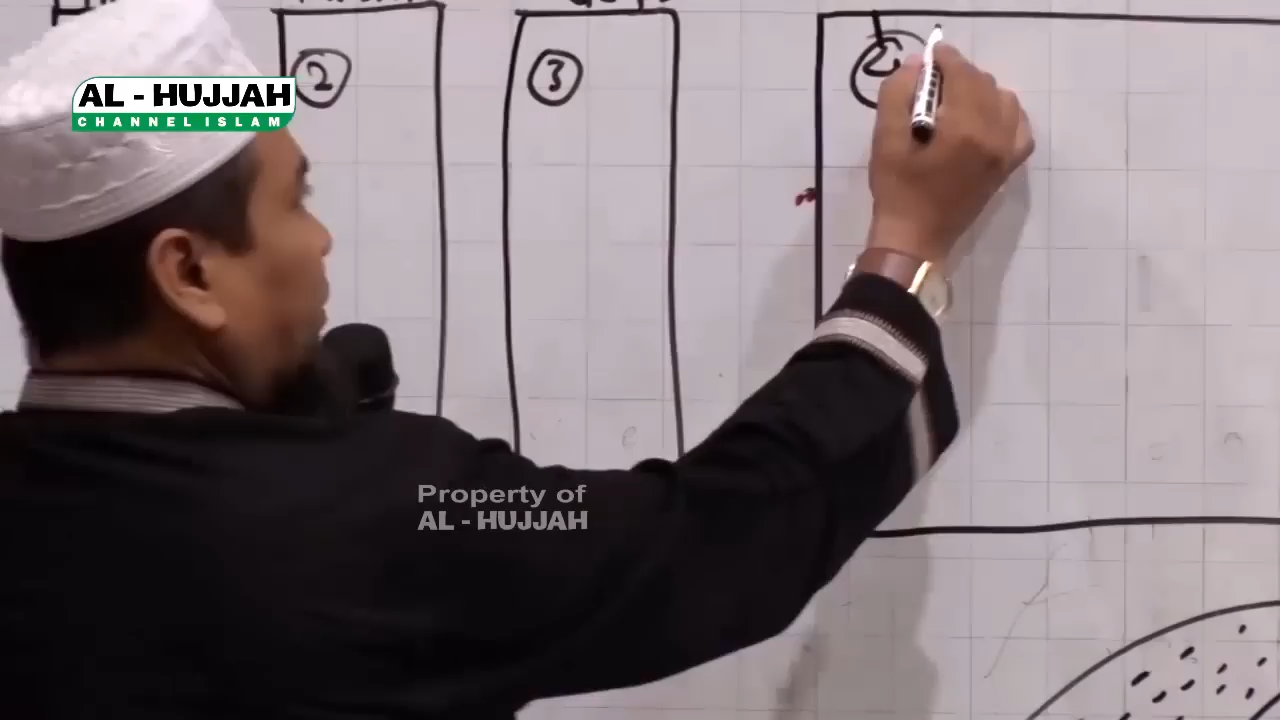 ② ③
AL - HUJJAH
CHANNEL ISLAM
Property of
AL - HUJJAH